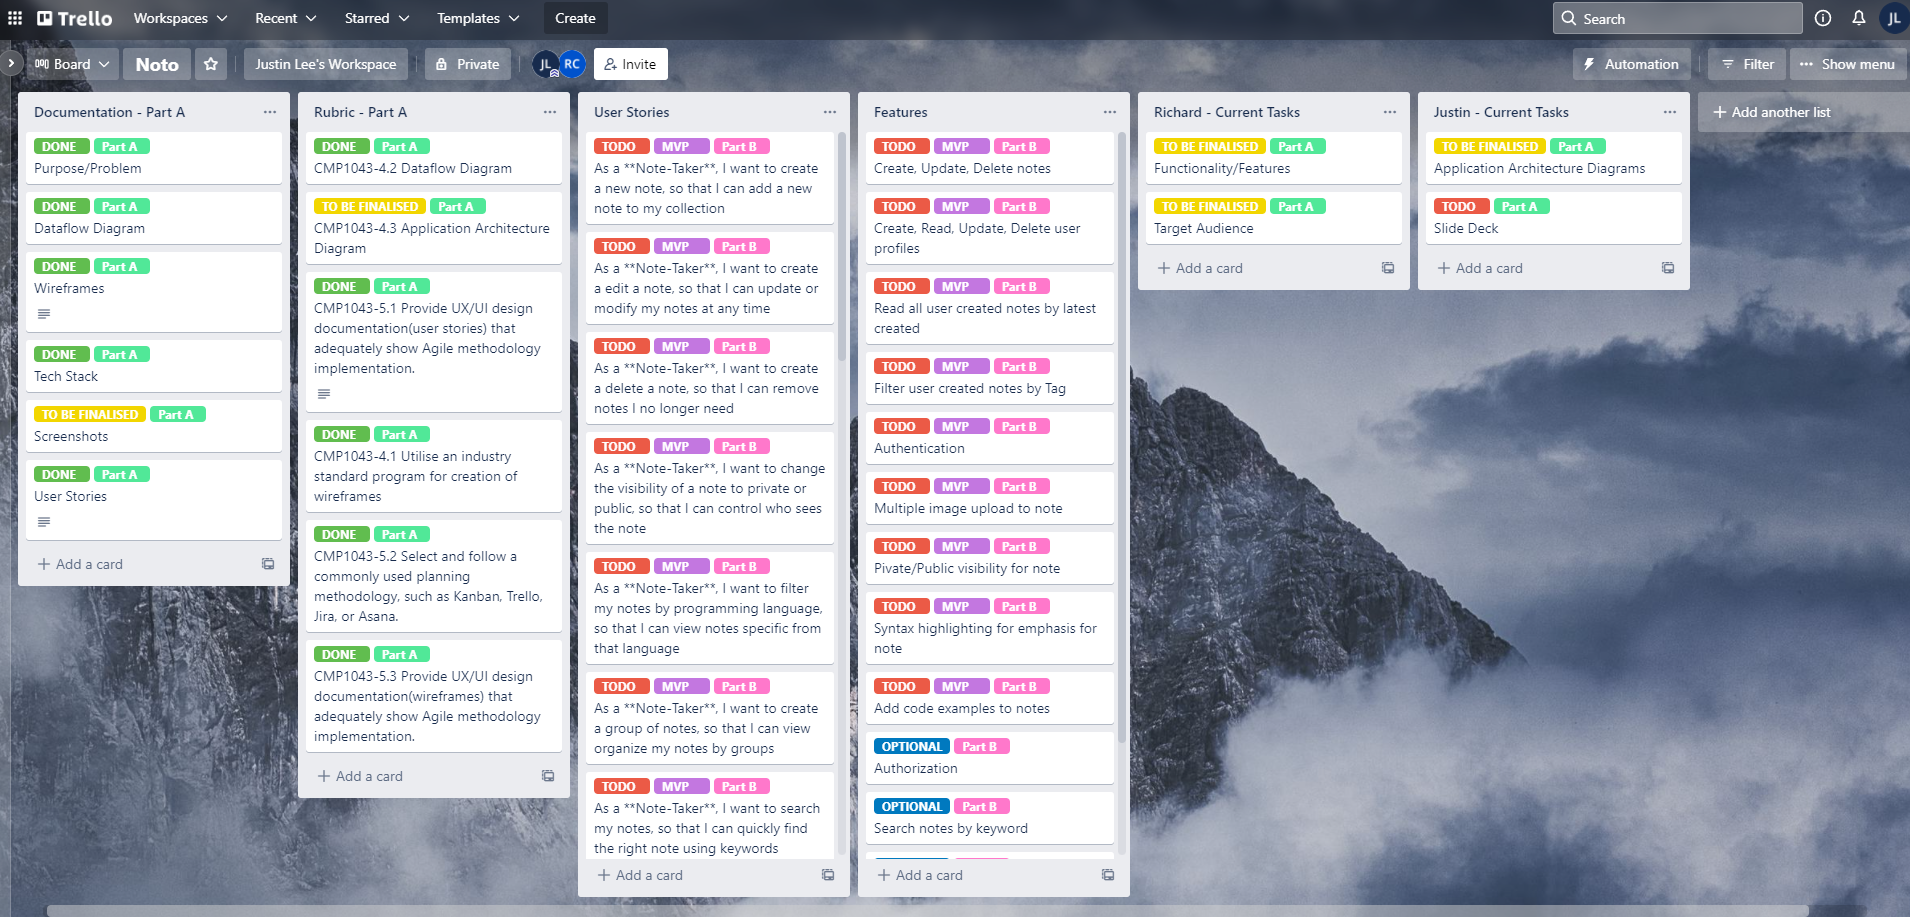 Trello
Workspaces
Recent
Starred
Templates
Create
Search
JL
Board
Noto
Justin Lee's Workspace
Private
JL
RC
Invite
Automation
Filter
Show menu
Documentation - Part A
DONE Part A
Purpose/Problem
DONE Part A
Dataflow Diagram
DONE Part A
Wireframes
DONE Part A
Tech Stack
TO BE FINALISED Part A
Screenshots
DONE Part A
User Stories
Add a card
Rubric - Part A
DONE Part A
CMP1043-4.2 Dataflow Diagram
TO BE FINALISED Part A
CMP1043-4.3 Application Architecture
Diagram
DONE Part A
CMP1043-5.1 Provide UX/UI design
documentation(user stories) that
adequately show Agile methodology
implementation.
DONE Part A
CMP1043-4.1 Utilise an industry
standard program for creation of
wireframes
DONE Part A
CMP1043-5.2 Select and follow a
commonly used planning
methodology, such as Kanban, Trello,
Jira, or Asana.
DONE Part A
CMP1043-5.3 Provide UX/UI design
documentation(wireframes) that
adequately show Agile methodology
implementation.
Add a card
User Stories
TODO MVP Part B
As a **Note-Taker**, I want to create
a new note, so that I can add a new
note to my collection
TODO MVP Part B
As a **Note-Taker**, I want to create
a edit a note, so that I can update or
modify my notes at any time
TODO MVP Part B
As a **Note-Taker**, I want to create
a delete a note, so that I can remove
notes I no longer need
TODO MVP Part B
As a **Note-Taker**, I want to change
the visibility of a note to private or
public, so that I can control who sees
the note
TODO MVP Part B
As a **Note-Taker**, I want to filter
my notes by programming language,
so that I can view notes specific from
that language
TODO MVP Part B
As a **Note-Taker**, I want to create
a group of notes, so that I can view
organize my notes by groups
TODO MVP Part B
As a **Note-Taker**, I want to search
my notes, so that I can quickly find
the right note using keywords
Add a card
Features
TODO MVP Part B
Create, Update, Delete notes
TODO MVP Part B
Create, Read, Update, Delete user
profiles
TODO MVP Part B
Read all user created notes by latest
created
TODO MVP Part B
Filter user created notes by Tag
TODO MVP Part B
Authentication
TODO MVP Part B
Multiple image upload to note
TODO MVP Part B
Pivate/Public visibility for note
TODO MVP Part B
Syntax highlighting for emphasis for
note
TODO MVP Part B
Add code examples to notes
OPTIONAL Part B
Authorization
OPTIONAL Part B
Search notes by keyword
Add a card
Richard - Current Tasks
TO BE FINALISED Part A
Functionality/Features
TO BE FINALISED Part A
Target Audience
Add a card
Justin - Current Tasks
TO BE FINALISED Part A
Application Architecture Diagrams
TODO Part A
Slide Deck
Add a card
Add another list